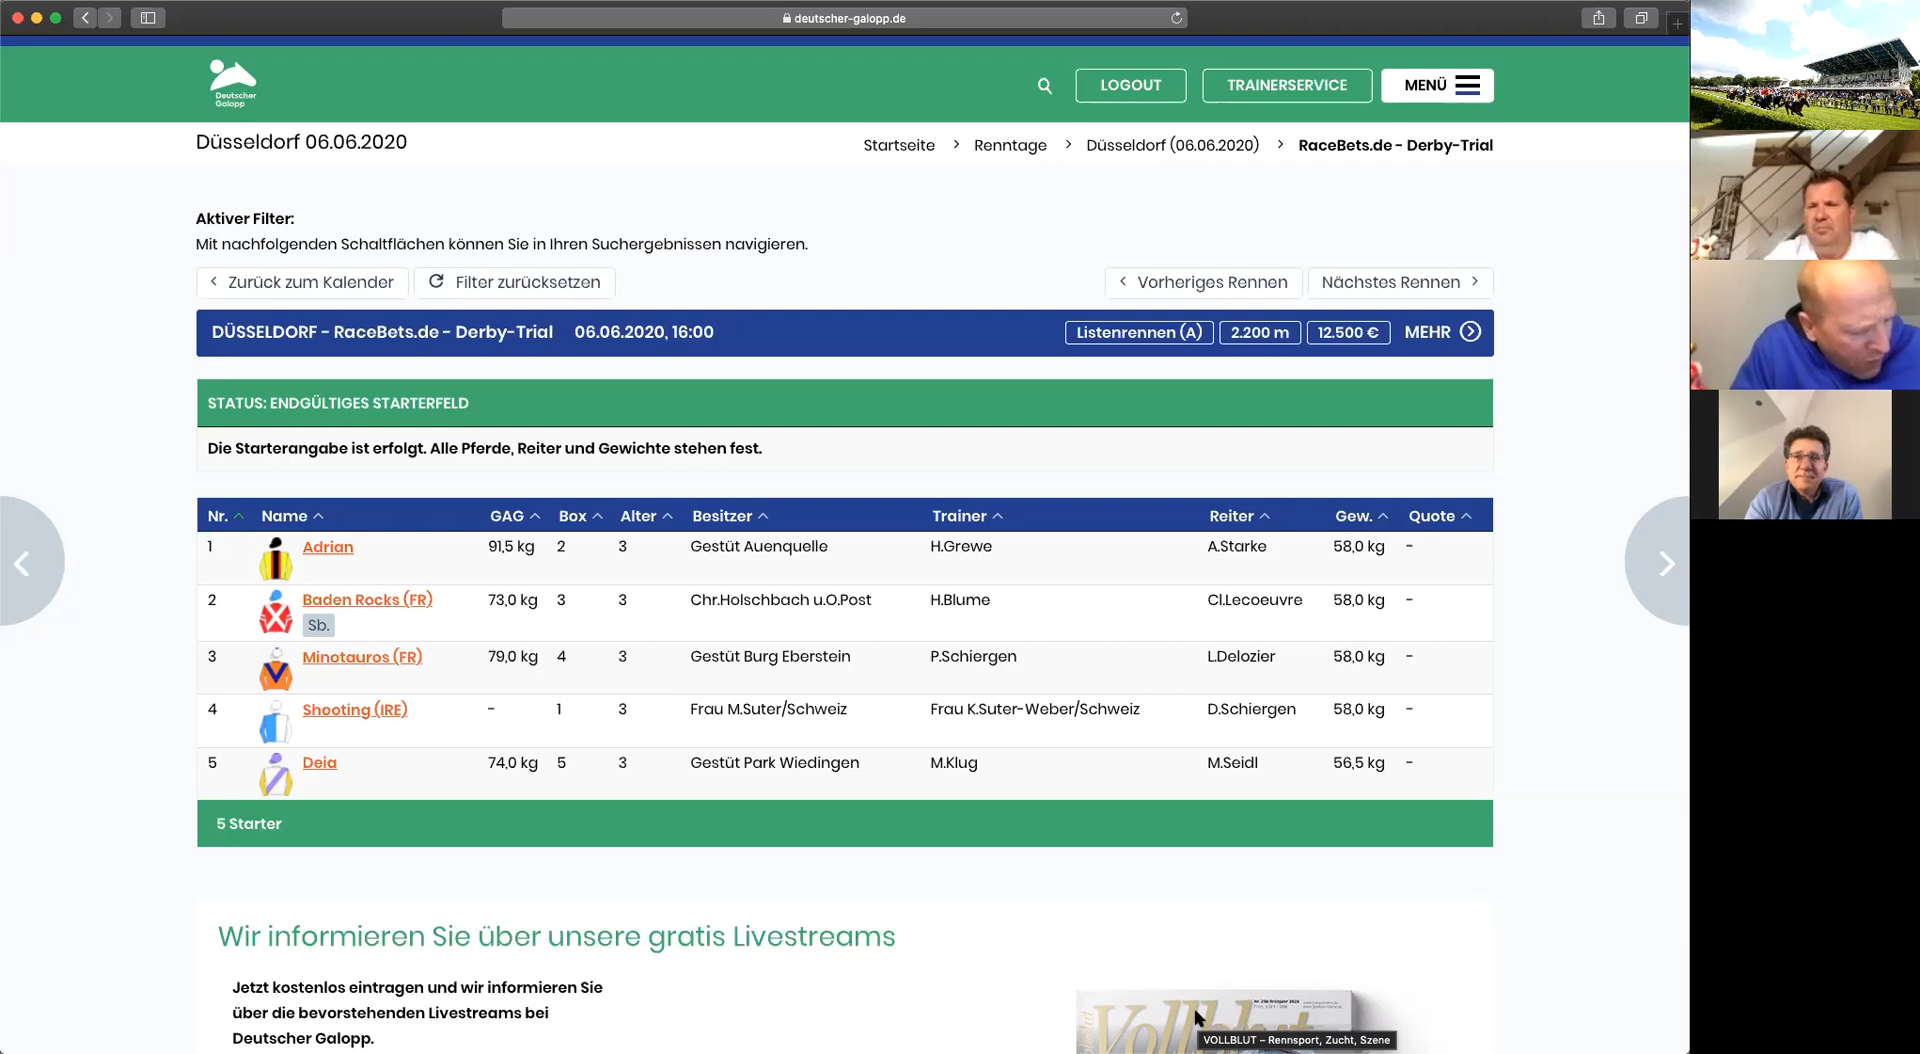 deutscher-galopp.de
Deutscher
Galopp
LOGOUT
TRAINERSERVICE
MENÜ
Düsseldorf 06.06.2020
Startseite > Renntage > Düsseldorf (06.06.2020) > RaceBets.de - Derby-Trial
Aktiver Filter:
Mit nachfolgenden Schaltflächen können Sie in Ihren Suchergebnissen navigieren.
Zurück zum Kalender
Filter zurücksetzen
Vorheriges Rennen
Nächstes Rennen
DÜSSELDORF - RaceBets.de - Derby-Trial 06.06.2020, 16:00 Listenrennen (A) 2.200 m 12.500 € MEHR
STATUS: ENDGÜLTIGES STARTERFELD
Die Starterangabe ist erfolgt. Alle Pferde, Reiter und Gewichte stehen fest.
Nr. Name GAG Box Alter Besitzer Trainer Reiter Gew. Quote
1 Adrian 91,5 kg 2 3 Gestüt Auenquelle H.Grewe A.Starke 58,0 kg -
2 Baden Rocks (FR) 73,0 kg 3 3 Chr.Holschbach u.O.Post H.Blume Cl.Lecoeuvre 58,0 kg -
Sb.
3 Minotauros (FR) 79,0 kg 4 3 Gestüt Burg Eberstein P.Schiergen L.Delozier 58,0 kg -
4 Shooting (IRE) - 1 3 Frau M.Suter/Schweiz Frau K.Suter-Weber/Schweiz D.Schiergen 58,0 kg -
5 Deia 74,0 kg 5 3 Gestüt Park Wiedingen M.Klug M.Seidl 56,5 kg -
5 Starter
Wir informieren Sie über unsere gratis Livestreams
Jetzt kostenlos eintragen und wir informieren Sie
über die bevorstehenden Livestreams bei
Deutscher Galopp.
Vollblut
VOLLBLUT – Rennsport, Zucht, Szene